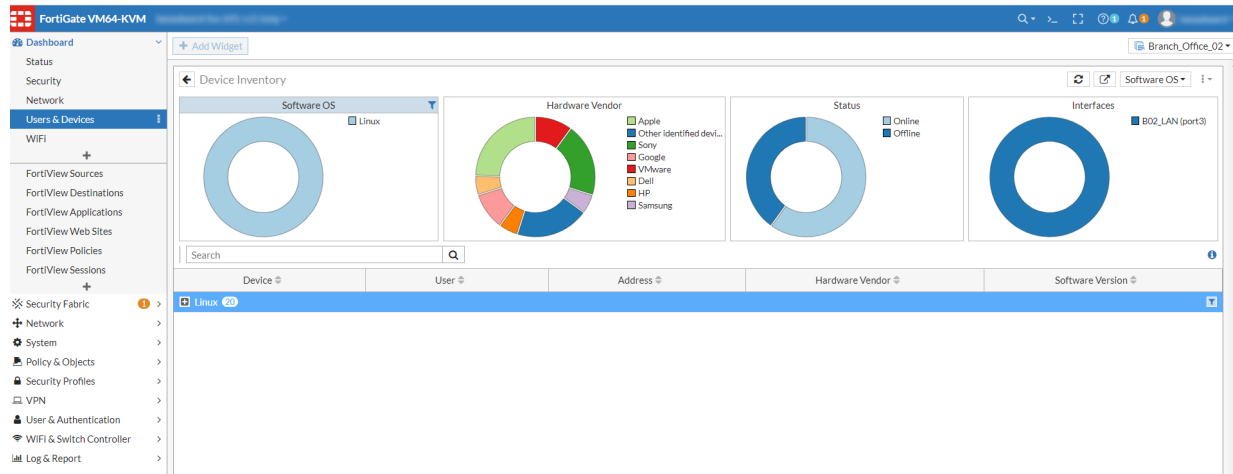 FortiGate VM64-KVM
1
1
Dashboard
Status
Security
Network
Users & Devices
WiFi
+
FortiView Sources
FortiView Destinations
FortiView Applications
FortiView Web Sites
FortiView Policies
FortiView Sessions
+
Security Fabric 1
Network
System
Policy & Objects
Security Profiles
VPN
User & Authentication
WiFi & Switch Controller
Log & Report
+ Add Widget
Branch_Office_02
Device Inventory
Software OS
Software OS
Linux
Hardware Vendor
Apple
Other identified devi...
Sony
Google
VMware
Dell
HP
Samsung
Status
Online
Offline
Interfaces
B02_LAN (port3)
Search
Device User Address Hardware Vendor Software Version
Linux 20